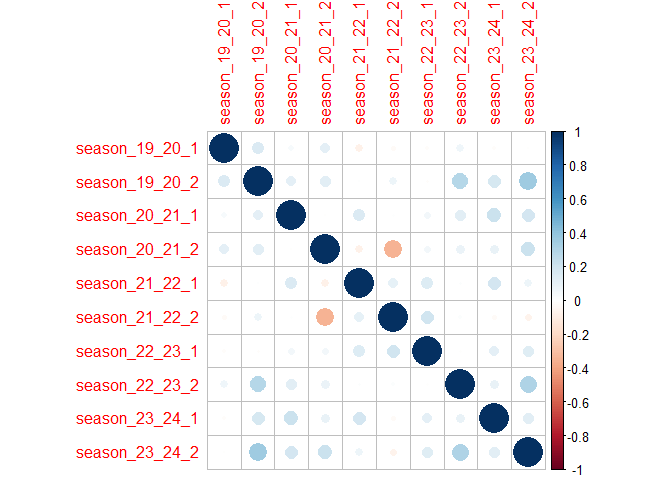 season_19_20_1
season_19_20_2
season_20_21_1
season_20_21_2
season_21_22_1
season_21_22_2
season_22_23_1
season_22_23_2
season_23_24_1
season_23_24_2
season_19_20_1
season_19_20_2
season_20_21_1
season_20_21_2
season_21_22_1
season_21_22_2
season_22_23_1
season_22_23_2
season_23_24_1
season_23_24_2
1
0.8
0.6
0.4
0.2
0
-0.2
-0.4
-0.6
-0.8
-1